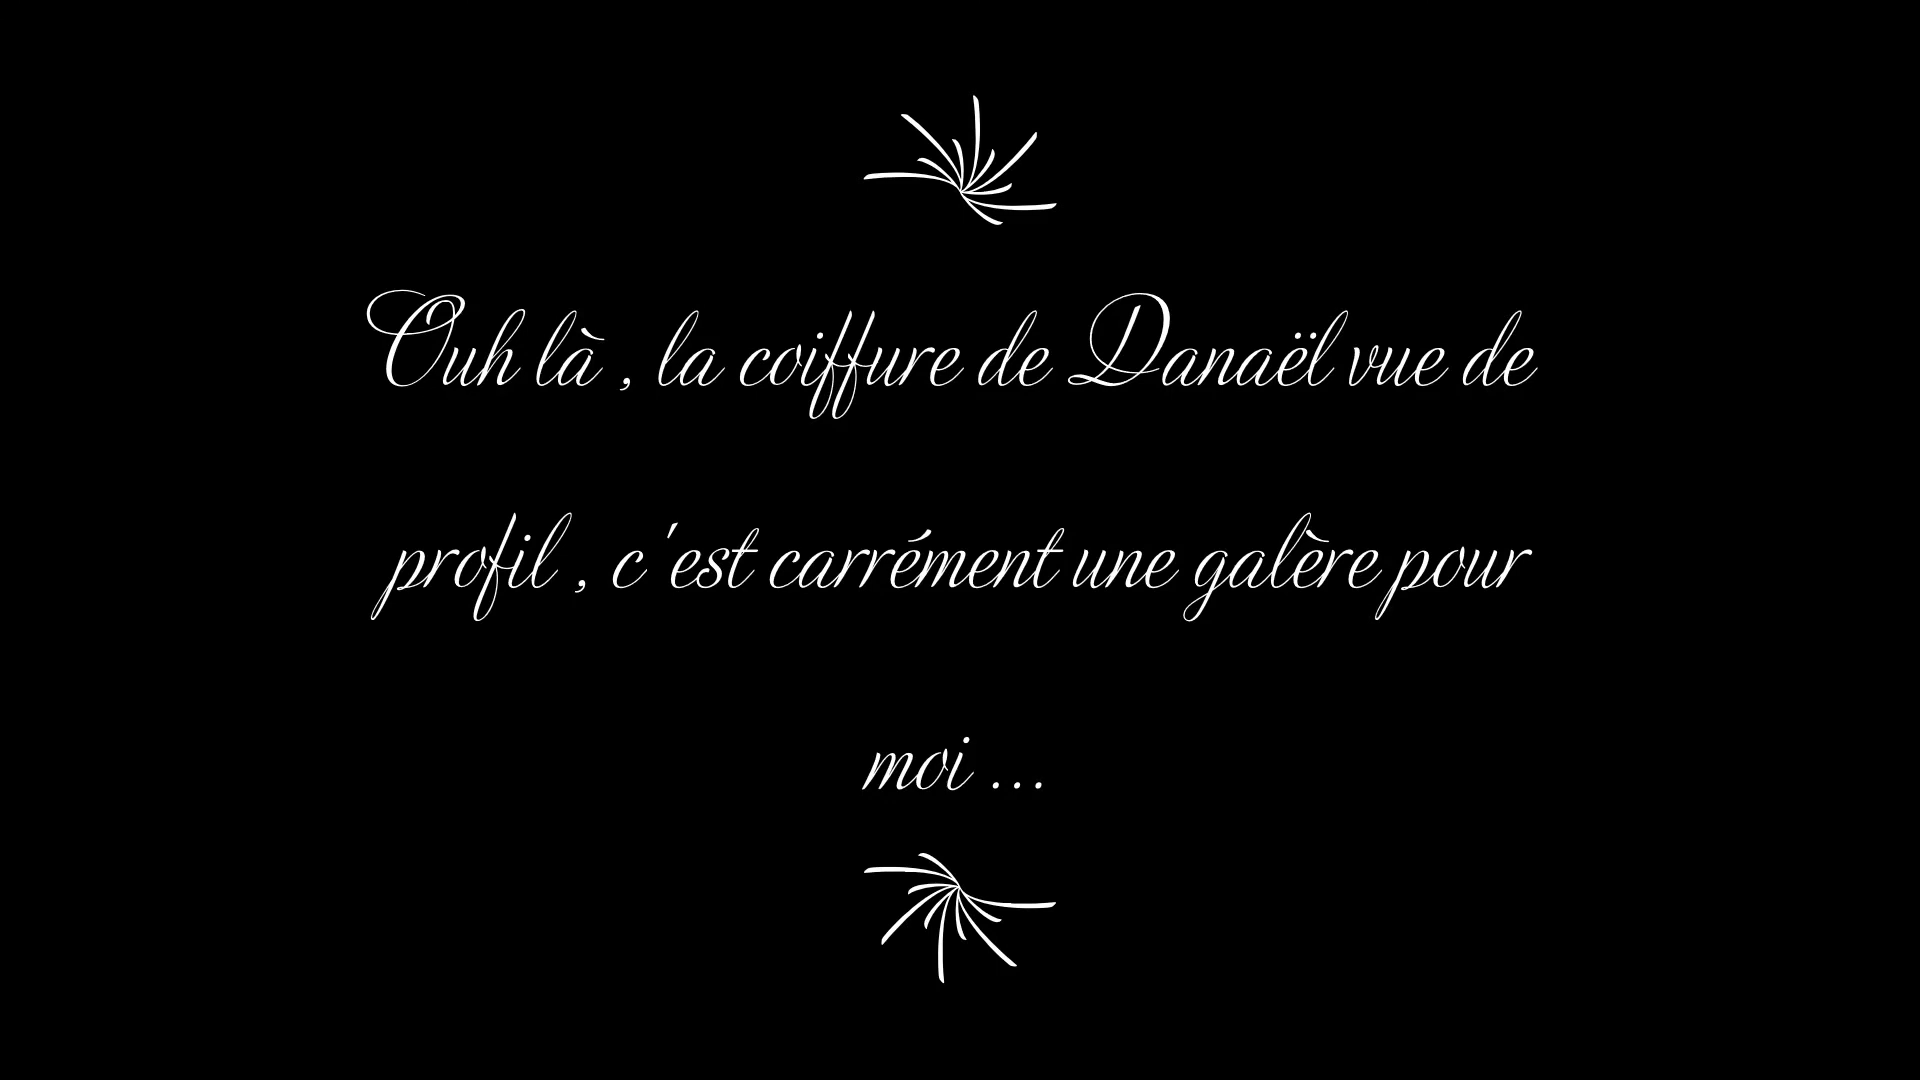 Ouh là , la coiffure de Danaël vue de
profil , c'est carrément une galère pour
moi ...